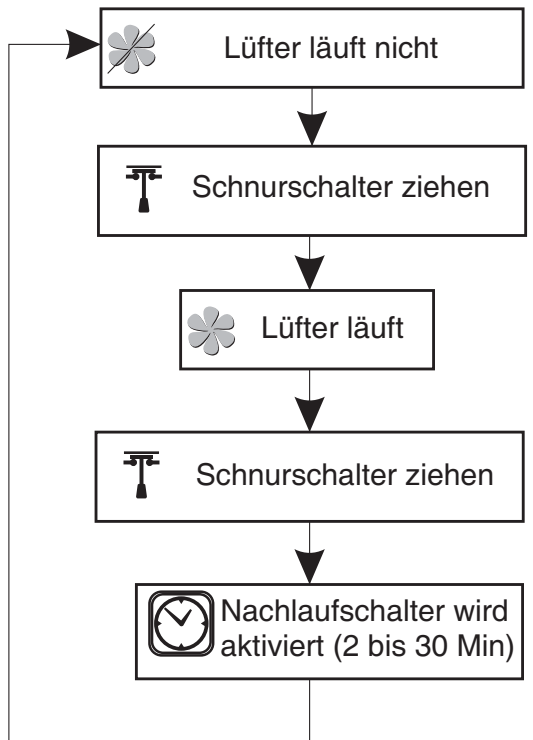 Lüfter läuft nicht
Schnurschalter ziehen
Lüfter läuft
Schnurschalter ziehen
Nachlaufschalter wird
aktiviert (2 bis 30 Min)